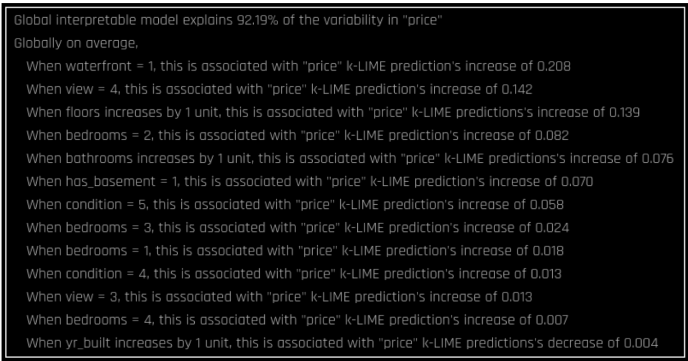 Global interpretable model explains 92.19% of the variability in "price"
Globally on average,
When waterfront = 1, this is associated with "price" k-LIME prediction's increase of 0.208
When view = 4, this is associated with "price" k-LIME prediction's increase of 0.142
When floors increases by 1 unit, this is associated with "price" k-LIME predictions's increase of 0.139
When bedrooms = 2, this is associated with "price" k-LIME prediction's increase of 0.082
When bathrooms increases by 1 unit, this is associated with "price" k-LIME predictions's increase of 0.076
When has_basement = 1, this is associated with "price" k-LIME prediction's increase of 0.070
When condition = 5, this is associated with "price" k-LIME prediction's increase of 0.058
When bedrooms = 3, this is associated with "price" k-LIME prediction's increase of 0.024
When bedrooms = 1, this is associated with "price" k-LIME prediction's increase of 0.018
When condition = 4, this is associated with "price" k-LIME prediction's increase of 0.013
When view = 3, this is associated with "price" k-LIME prediction's increase of 0.013
When bedrooms = 4, this is associated with "price" k-LIME prediction's increase of 0.007
When yr_built increases by 1 unit, this is associated with "price" k-LIME predictions's decrease of 0.004